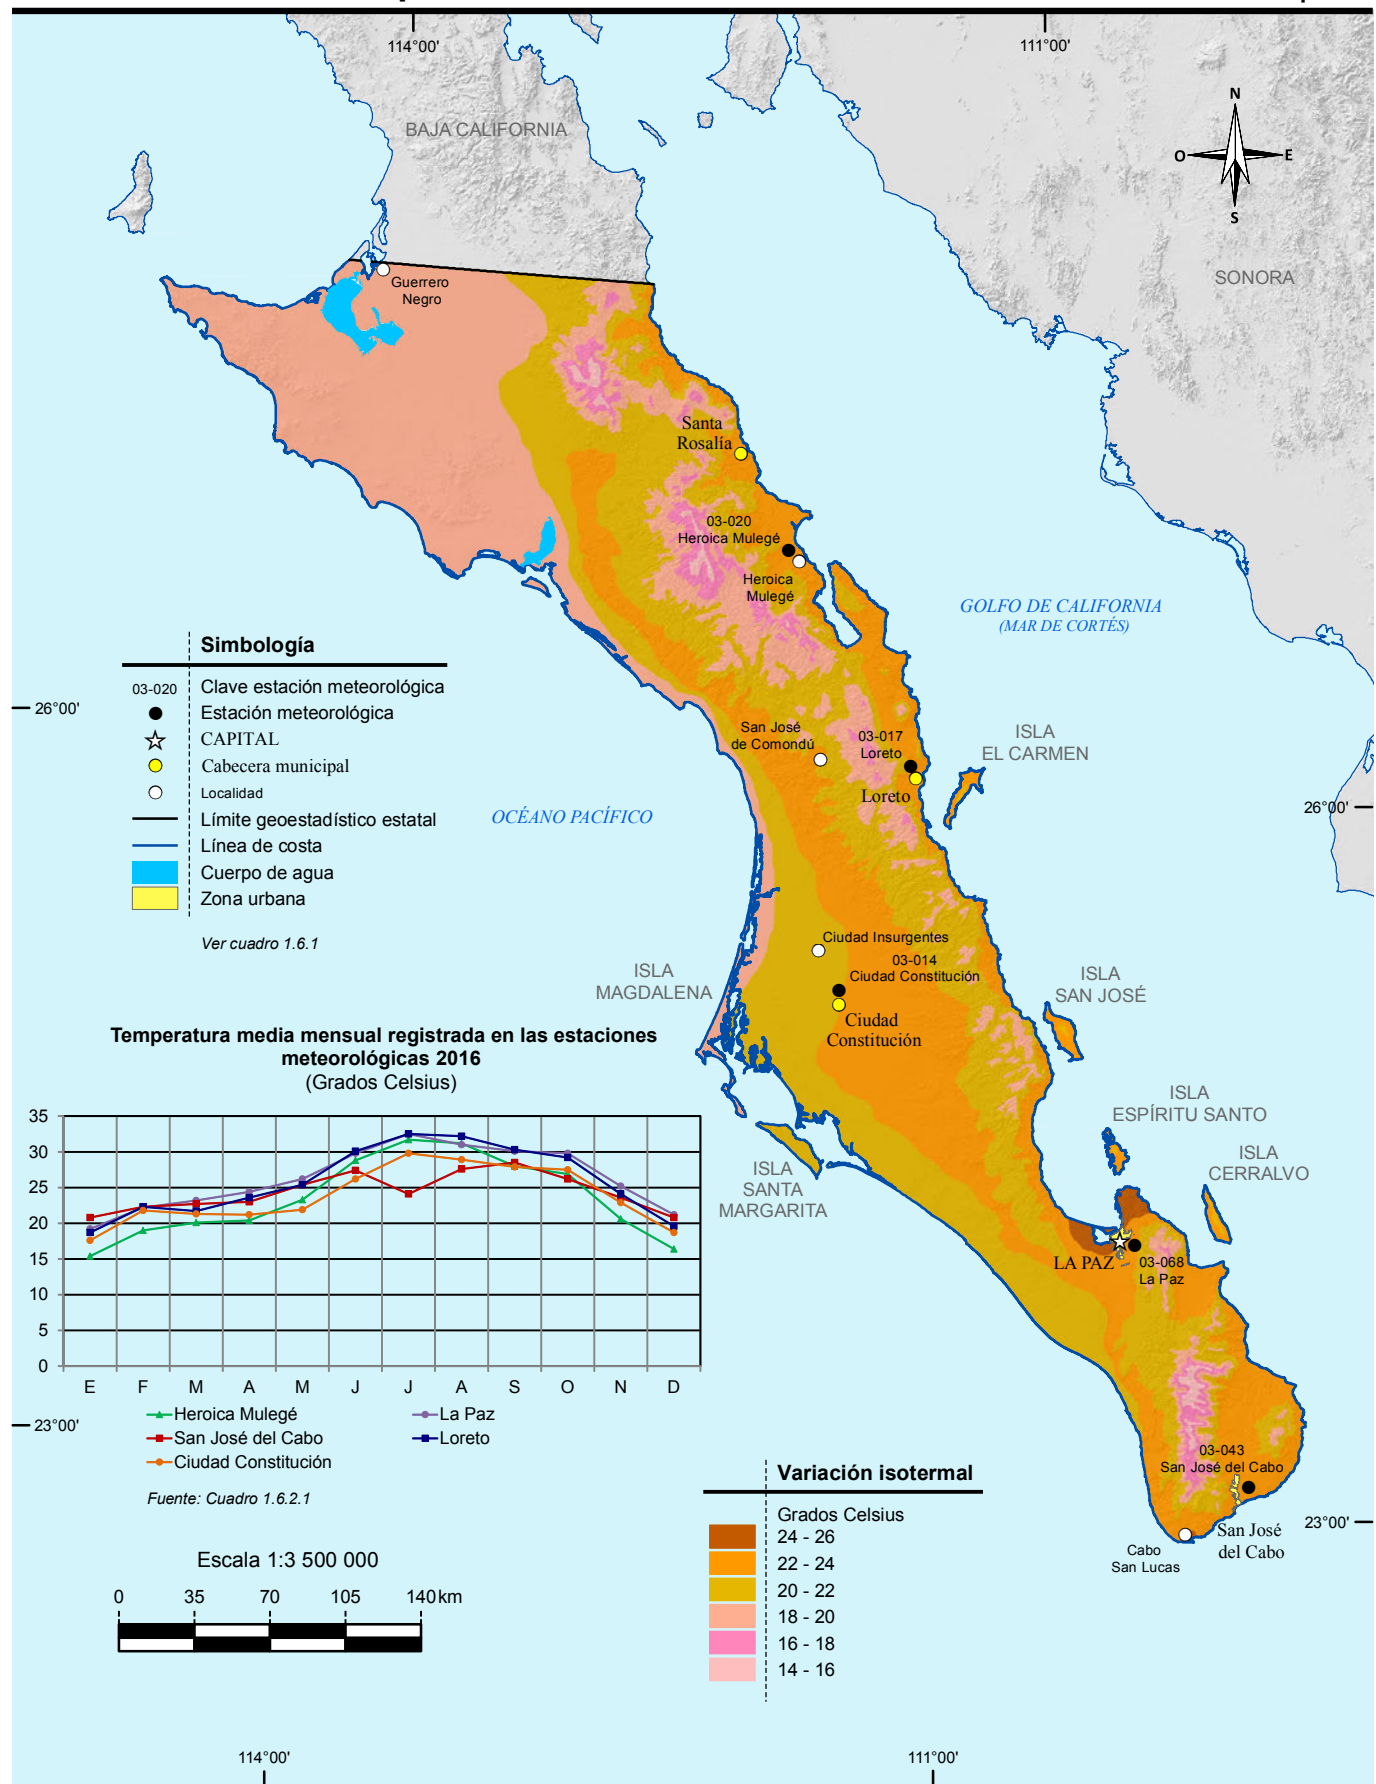 114°00'
111°00'
BAJA CALIFORNIA
N
O
E
S
SONORA
Guerrero
Negro
Santa
Rosalía
03-020
Heroica Mulegé
Heroica
Mulegé
GOLFO DE CALIFORNIA
(MAR DE CORTÉS)
Simbología
03-020 Clave estación meteorológica
Estación meteorológica
CAPITAL
Cabecera municipal
Localidad
Límite geoestadístico estatal
Línea de costa
Cuerpo de agua
Zona urbana
Ver cuadro 1.6.1
26°00'
San José
de Comondú
03-017
Loreto
Loreto
ISLA
EL CARMEN
26°00'
OCÉANO PACÍFICO
Ciudad Insurgentes
03-014
Ciudad Constitución
Ciudad
Constitución
ISLA
MAGDALENA
ISLA
SAN JOSÉ
ISLA
ESPÍRITU SANTO
ISLA
CERRALVO
ISLA
SANTA
MARGARITA
LA PAZ
03-068
La Paz
Temperatura media mensual registrada en las estaciones
meteorológicas 2016
(Grados Celsius)
35
30
25
20
15
10
5
0
E F M A M J J A S O N D
Heroica Mulegé
La Paz
San José del Cabo
Loreto
Ciudad Constitución
Fuente: Cuadro 1.6.2.1
23°00'
03-043
San José del Cabo
San José
del Cabo
Cabo
San Lucas
23°00'
Variación isotermal
Grados Celsius
24 - 26
22 - 24
20 - 22
18 - 20
16 - 18
14 - 16
Escala 1:3 500 000
0 35 70 105 140 km
114°00'
111°00'